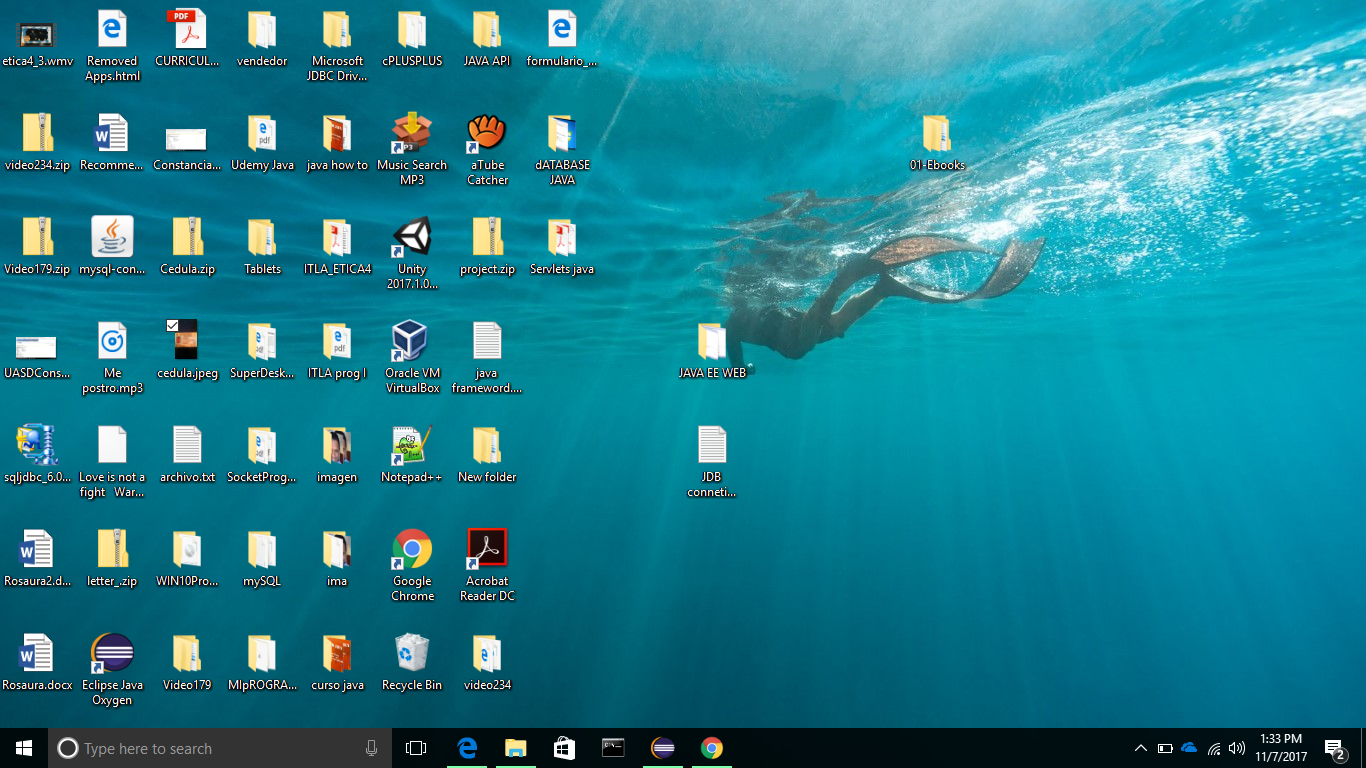 etica4_3.wmv
Removed
Apps.html
PDF
CURRICUL...
vendedor
Microsoft
JDBC Driv...
cPLUSPLUS
JAVA API
formulario_...
video234.zip
Recomme...
Constancia...
Udemy Java
java how to
Music Search
MP3
aTube
Catcher
dATABASE
JAVA
01-Ebooks
Video179.zip
mysql-con...
Cedula.zip
Tablets
ITLA_ETICA4
Unity
2017.1.0...
project.zip
Servlets java
UASDCons...
Me
postro.mp3
cedula.jpeg
SuperDesk...
ITLA prog I
Oracle VM
VirtualBox
java
frameword....
JAVA EE WEB
sqljdbc_6.0...
Love is not a
fight War...
archivo.txt
SocketProg...
imagen
Notepad++
New folder
JDB
conneti...
Rosaura2.d...
letter_.zip
WIN10Pro...
mySQL
ima
Google
Chrome
Acrobat
Reader DC
Rosaura.docx
Eclipse Java
Oxygen
Video179
MIpROGRA...
curso java
Recycle Bin
video234
Type here to search
1:33 PM
11/7/2017
2